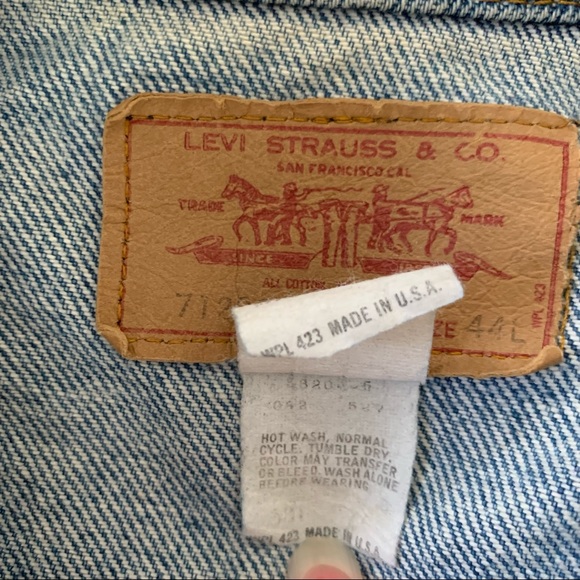 LEVI STRAUSS & CO.
SAN FRANCISCO CAL
TRADE MARK
ALL COTTON
WPL 423
44L
WPL 423 MADE IN U.S.A.
HOT WASH, NORMAL
CYCLE. TUMBLE DRY.
COLOR MAY TRANSFER
OR BLEED. WASH ALONE
BEFORE WEARING.
WPL 423 MADE IN U.S.A.